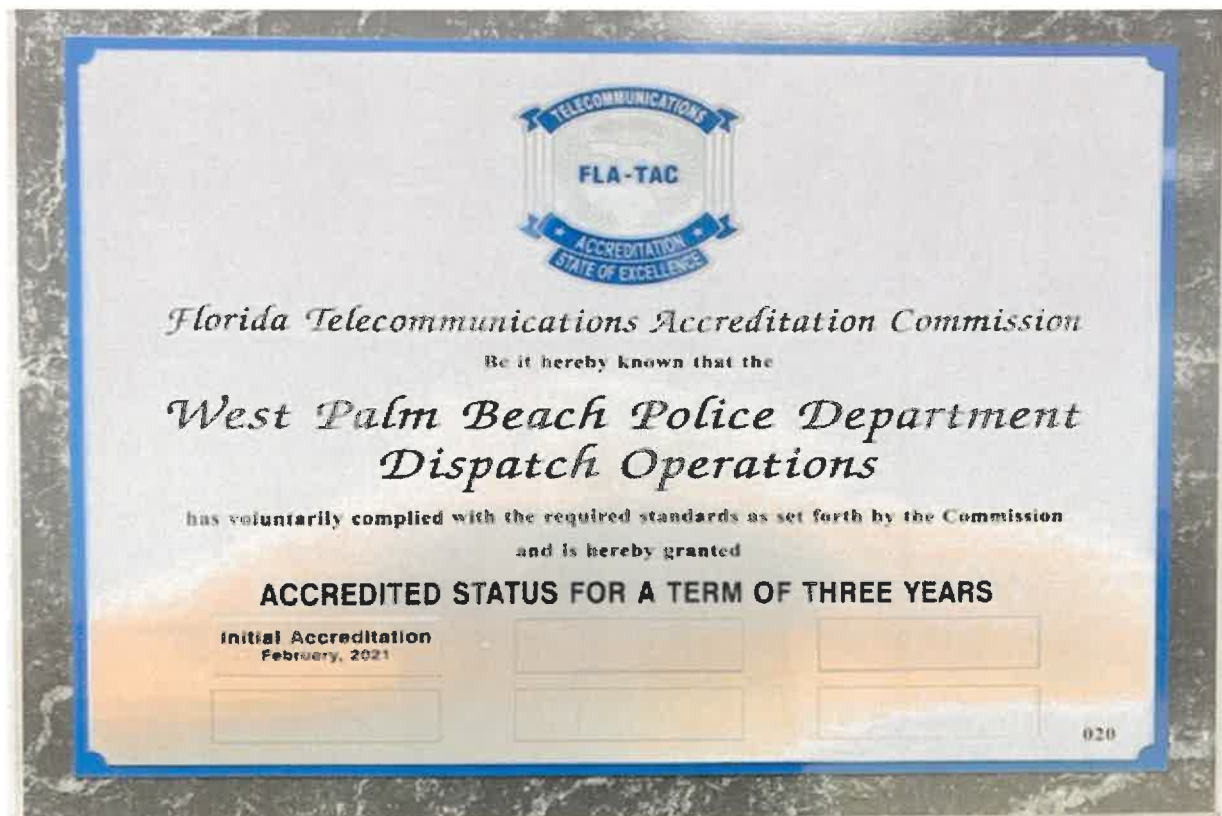 TELECOMMUNICATIONS
FLA-TAC
ACCREDITATION
STATE OF EXCELLENCE
Florida Telecommunications Accreditation Commission
Be it hereby known that the
West Palm Beach Police Department
Dispatch Operations
has voluntarily complied with the required standards as set forth by the Commission
and is hereby granted
ACCREDITED STATUS FOR A TERM OF THREE YEARS
Initial Accreditation
February, 2021
020